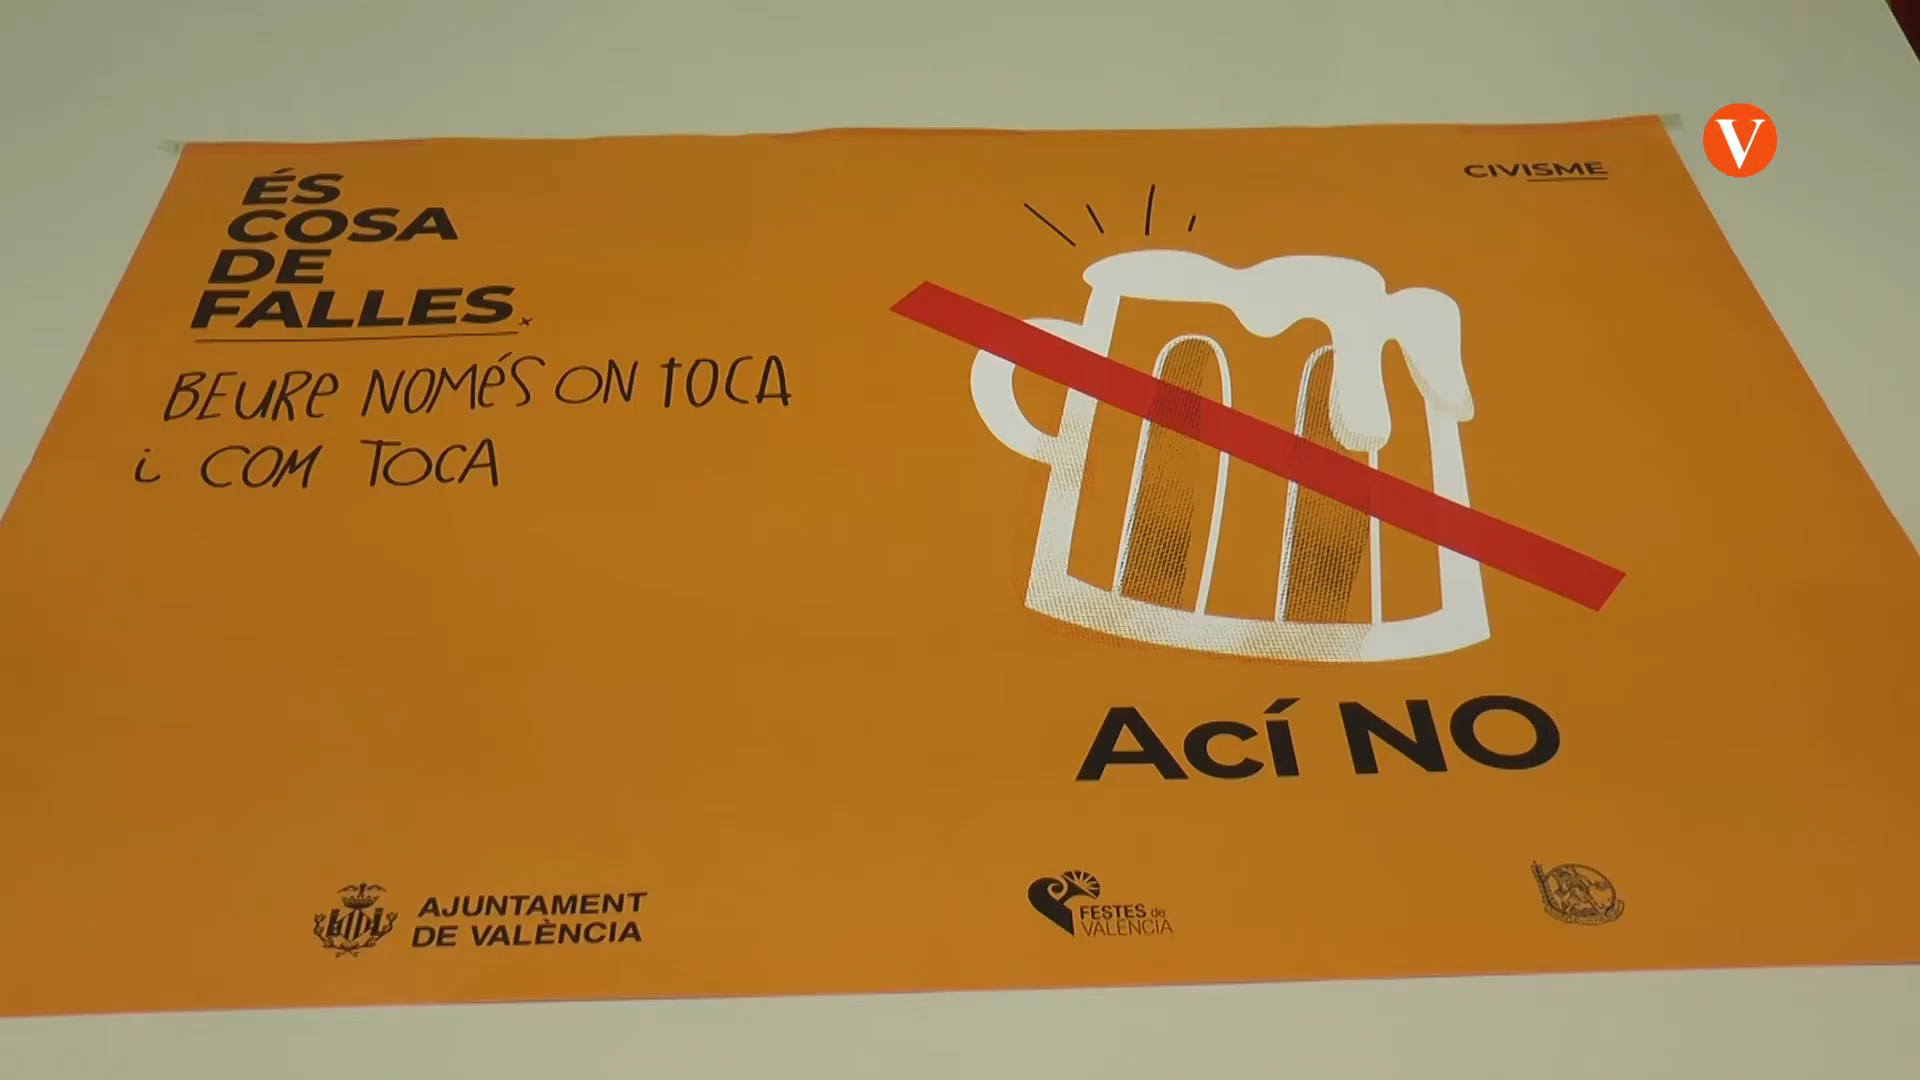 ÉS
COSA
DE
FALLES
BEURE NOMÉS ON TOCA
i COM TOCA
CIVISME
V
Ací NO
AJUNTAMENT
DE VALÈNCIA
FESTES de
VALÈNCIA